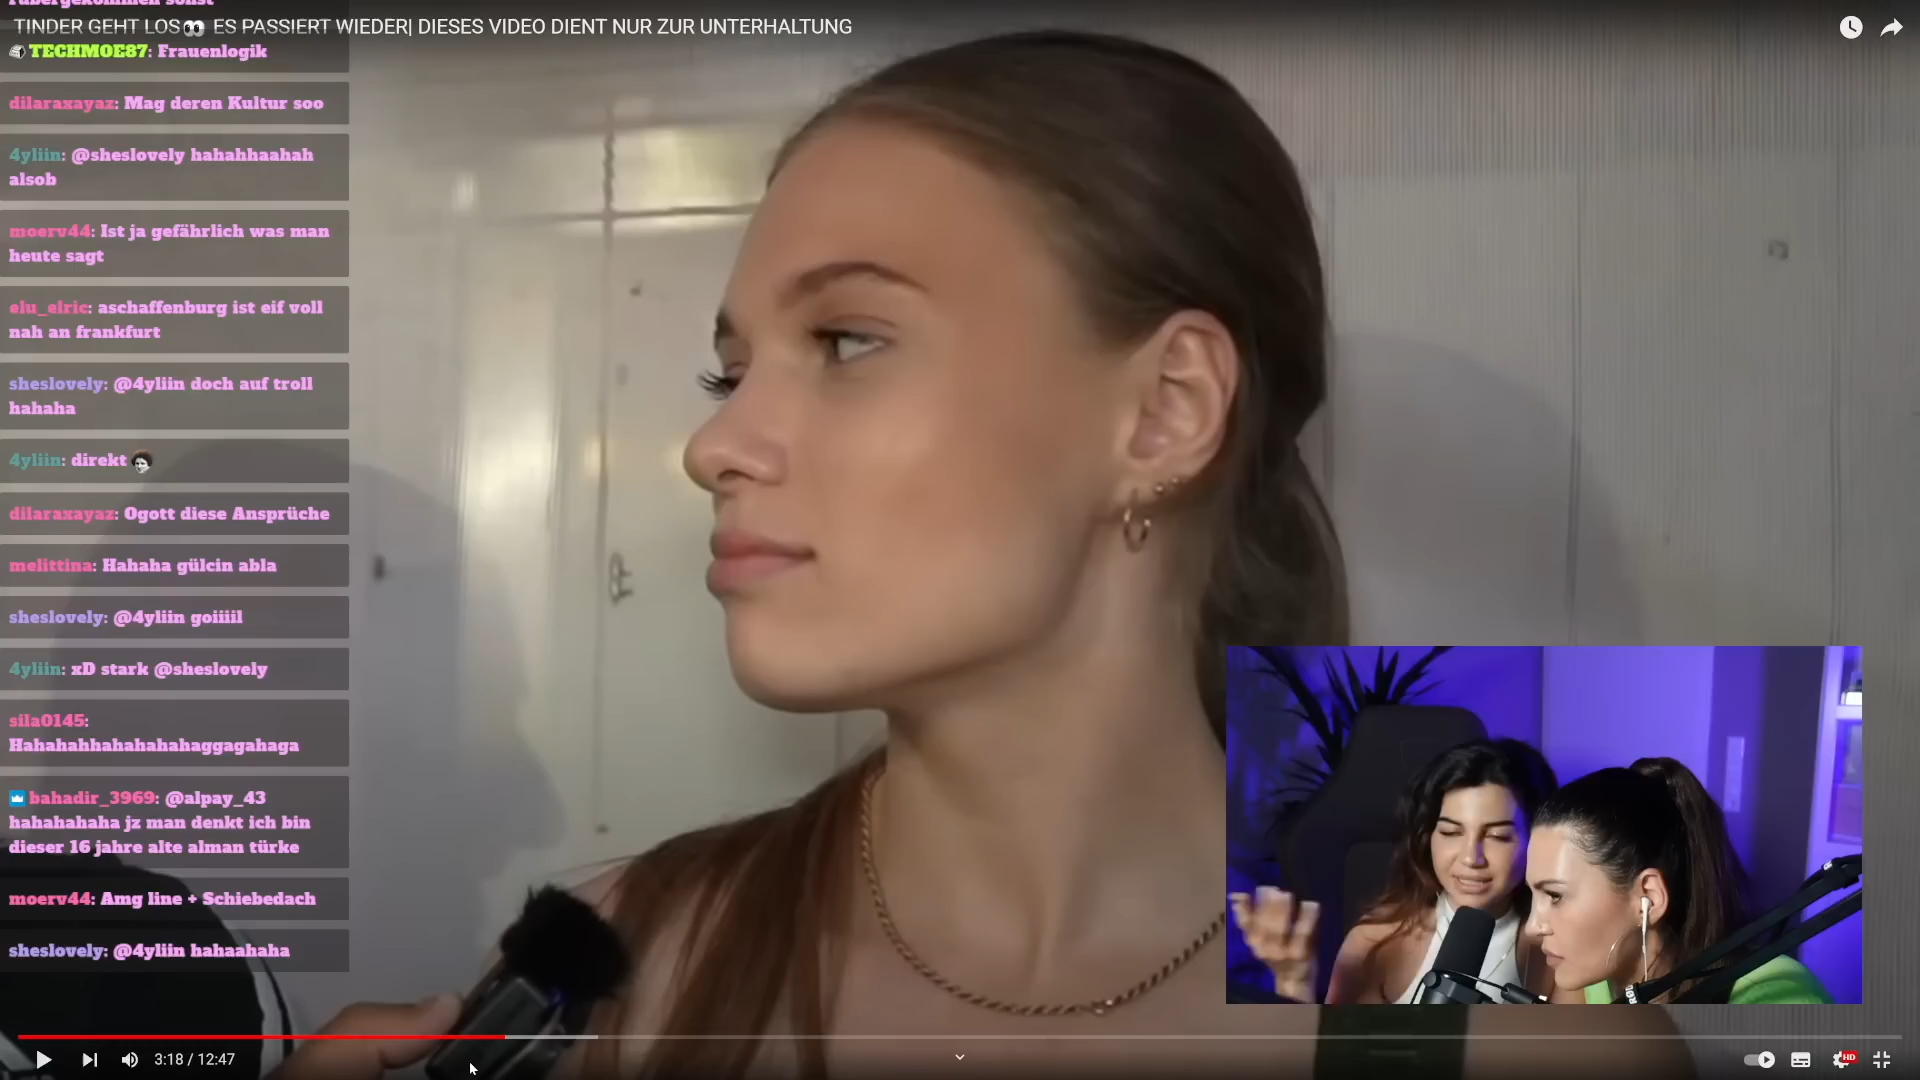 TINDER GEHT LOS👀 ES PASSIERT WIEDER| DIESES VIDEO DIENT NUR ZUR UNTERHALTUNG
TECHMOE87: Frauenlogik
dilaraxayaz: Mag deren Kultur soo
4yliin: @sheslovely hahahhaahah
alsob
moerv44: Ist ja gefährlich was man
heute sagt
elu_elric: aschaffenburg ist eif voll
nah an frankfurt
sheslovely: @4yliin doch auf troll
hahaha
4yliin: direkt
dilaraxayaz: Ogott diese Ansprüche
melittina: Hahaha gülcin abla
sheslovely: @4yliin goiiiil
4yliin: xD stark @sheslovely
sila0145:
Hahahahhahahahahaggagahaga
bahadir_3969: @alpay_43
hahahahaha jz man denkt ich bin
dieser 16 jahre alte alman türke
moerv44: Amg line + Schiebedach
sheslovely: @4yliin hahaahaha
3:18 / 12:47
HD